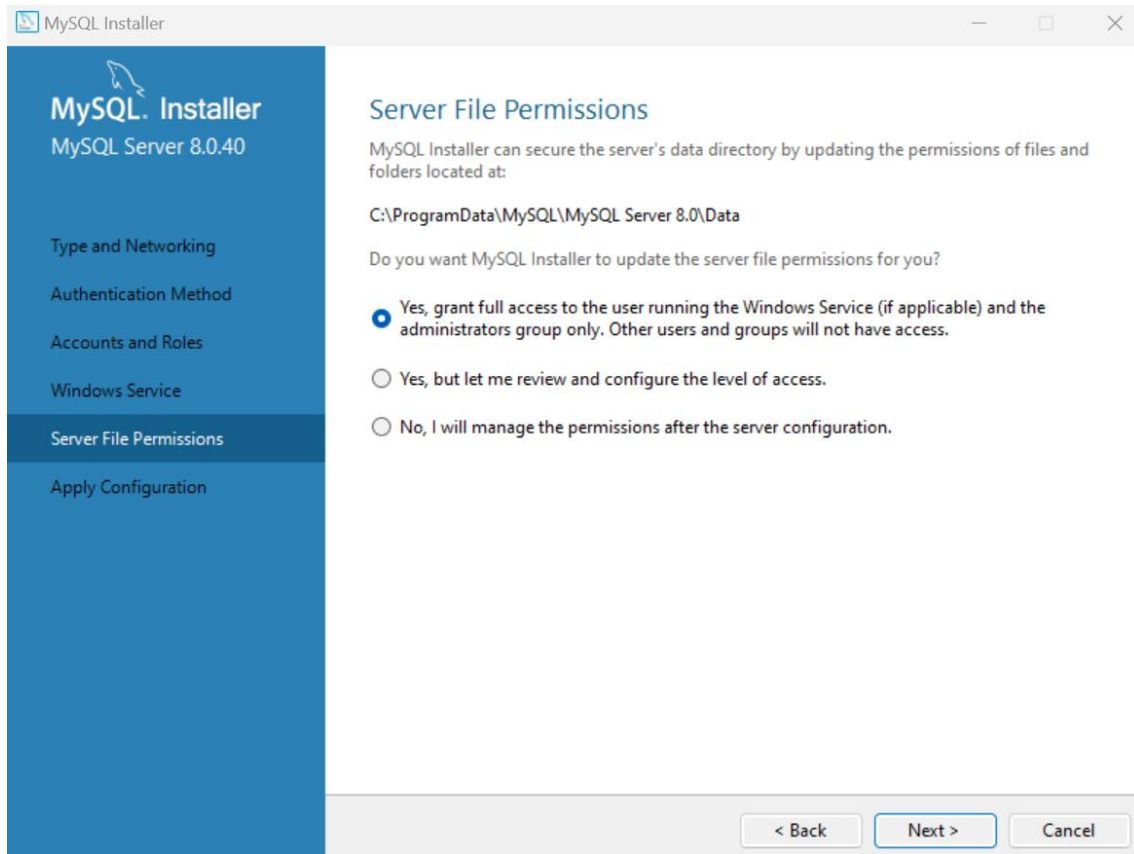 MySQL Installer
MySQL. Installer
MySQL Server 8.0.40
Type and Networking
Authentication Method
Accounts and Roles
Windows Service
Server File Permissions
Apply Configuration
Server File Permissions
MySQL Installer can secure the server's data directory by updating the permissions of files and
folders located at:
C:\ProgramData\MySQL\MySQL Server 8.0\Data
Do you want MySQL Installer to update the server file permissions for you?
Yes, grant full access to the user running the Windows Service (if applicable) and the
administrators group only. Other users and groups will not have access.
Yes, but let me review and configure the level of access.
No, I will manage the permissions after the server configuration.
< Back
Next >
Cancel